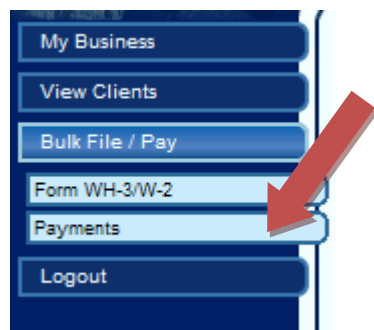 My Business
View Clients
Bulk File / Pay
Form WH-3/W-2
Payments
Logout